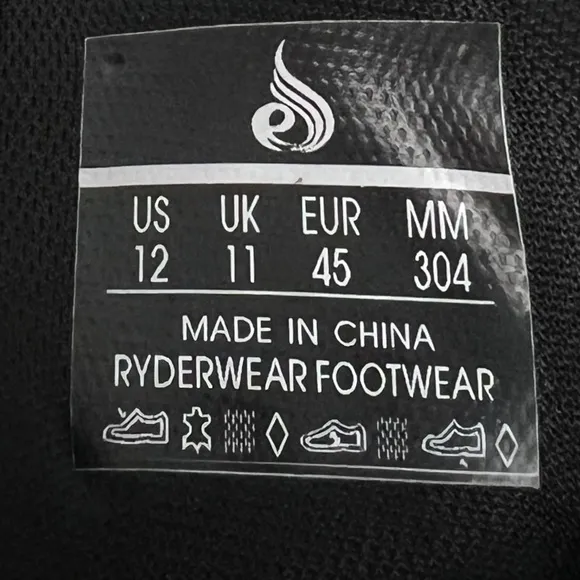 US UK EUR MM
12 11 45 304
MADE IN CHINA
RYDERWEAR FOOTWEAR